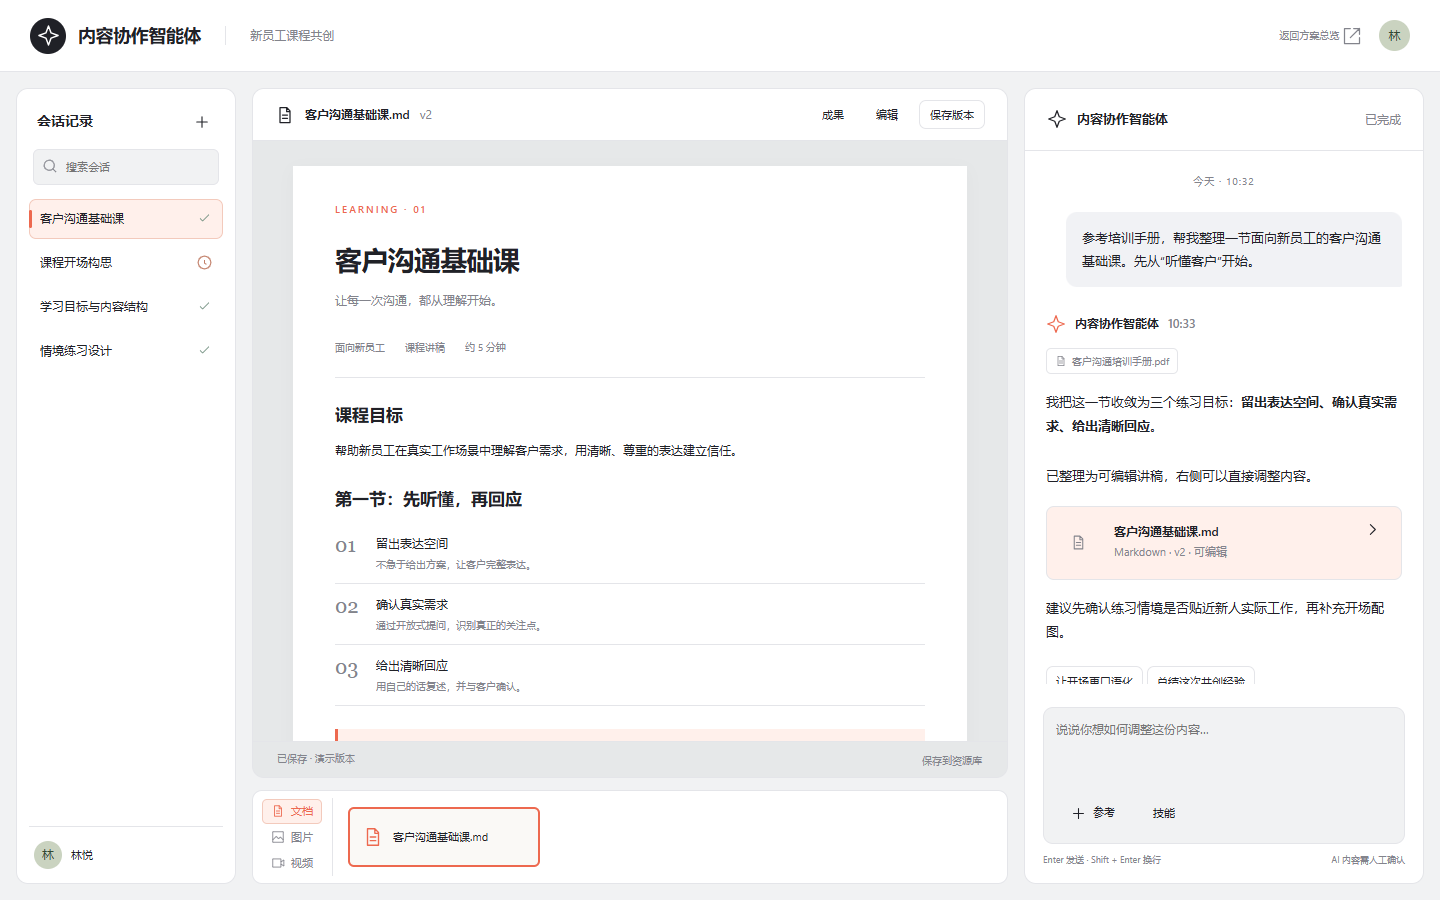 内容协作智能体
新员工课程共创
返回方案总览
林
会话记录
搜索会话
客户沟通基础课
课程开场构思
学习目标与内容结构
情境练习设计
林
林悦
客户沟通基础课.md v2
成果
编辑
保存版本
LEARNING · 01
客户沟通基础课
让每一次沟通，都从理解开始。
面向新员工 课程讲稿 约 5 分钟
课程目标
帮助新员工在真实工作场景中理解客户需求，用清晰、尊重的表达建立信任。
第一节：先听懂，再回应
01 留出表达空间
不急于给出方案，让客户完整表达。
02 确认真实需求
通过开放式提问，识别真正的关注点。
03 给出清晰回应
用自己的话复述，并与客户确认。
已保存 · 演示版本
保存到资源库
文档
图片
视频
客户沟通基础课.md
内容协作智能体
已完成
今天 · 10:32
参考培训手册，帮我整理一节面向新员工的客户沟通
基础课。先从“听懂客户”开始。
内容协作智能体 10:33
客户沟通培训手册.pdf
我把这一节收敛为三个练习目标：留出表达空间、确认真实需
求、给出清晰回应。
已整理为可编辑讲稿，右侧可以直接调整内容。
客户沟通基础课.md
Markdown · v2 · 可编辑
建议先确认练习情境是否贴近新人实际工作，再补充开场配
图。
让开场更口语化
总结这次共创经验
说说你想如何调整这份内容...
参考
技能
Enter 发送 · Shift + Enter 换行
AI 内容需人工确认